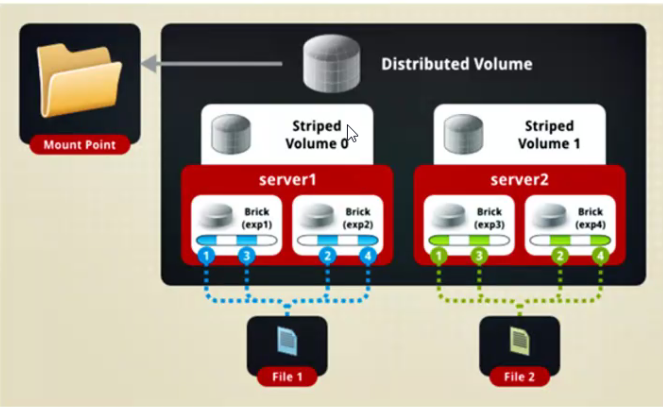 Distributed Volume
Mount Point
Striped
Volume 0
Striped
Volume 1
server1
server2
Brick
(exp1)
Brick
(exp2)
Brick
(exp3)
Brick
(exp4)
1 3 2 4
1 3 2 4
File 1
File 2